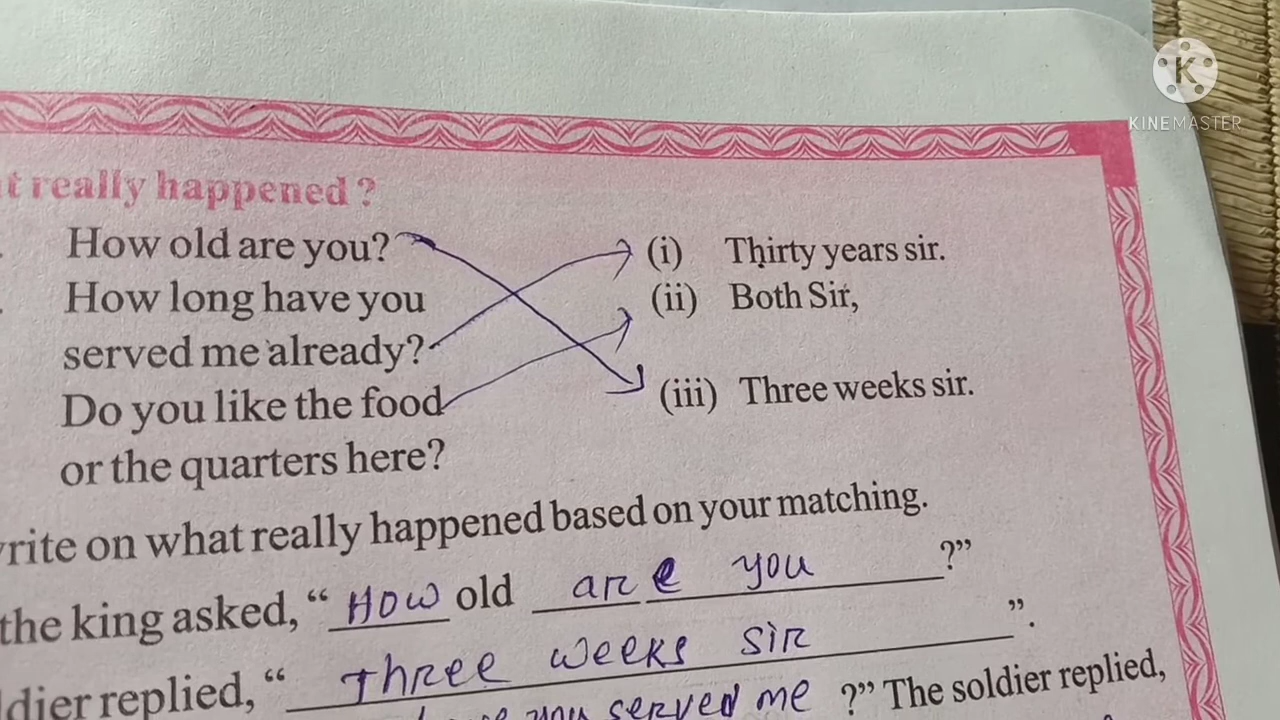 KINEMASTER
t really happened?
How old are you? (i) Thirty years sir.
How long have you (ii) Both Sir,
served me already?
Do you like the food (iii) Three weeks sir.
or the quarters here?
write on what really happened based on your matching.
the king asked, “How old are you ?”
ldier replied, “Three weeks sir ”.
you served me ?” The soldier replied,